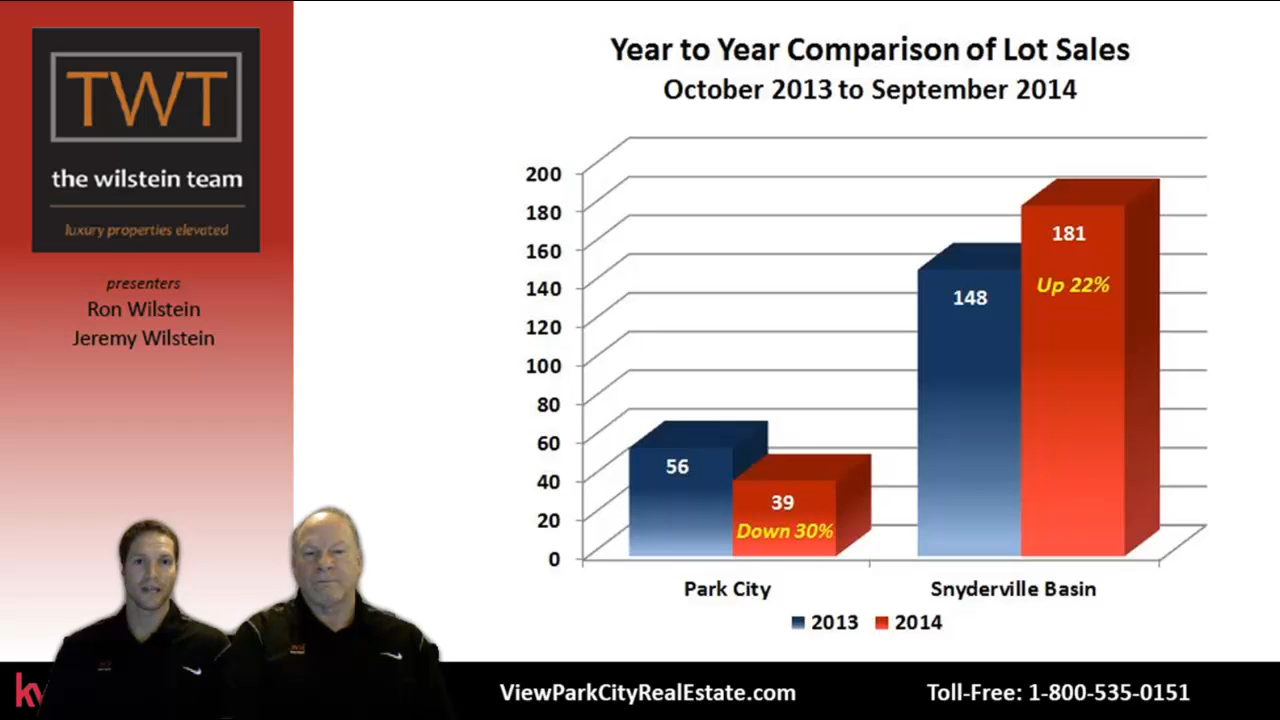 TWT
the wilstein team
luxury properties elevated
presenters
Ron Wilstein
Jeremy Wilstein
Year to Year Comparison of Lot Sales
October 2013 to September 2014
200
180
160
140
120
100
80
60
40
20
0
56
39
Down 30%
148
181
Up 22%
Park City
Snyderville Basin
2013
2014
kw
ViewParkCityRealEstate.com
Toll-Free: 1-800-535-0151